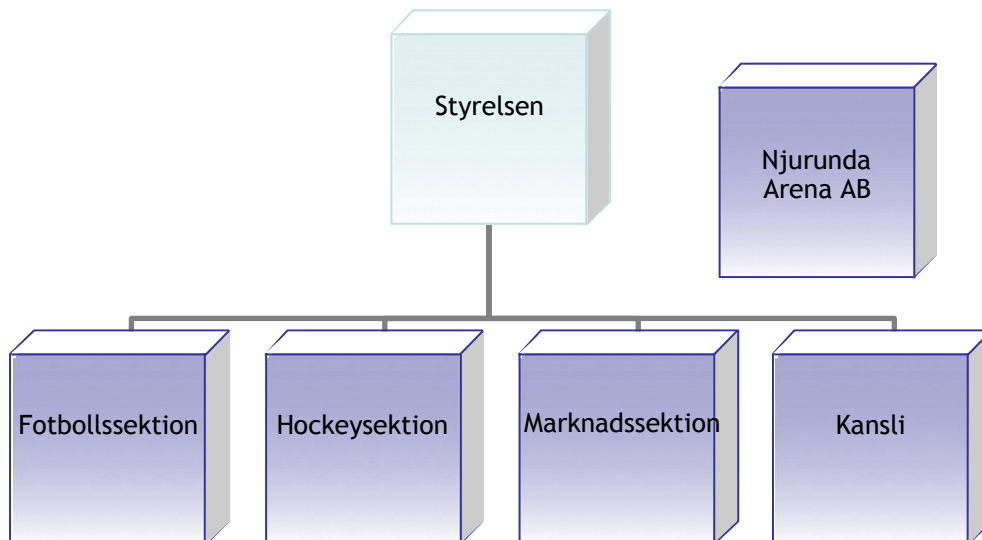 Styrelsen
Njurunda
Arena AB
Fotbollssektion
Hockeysektion
Marknadssektion
Kansli